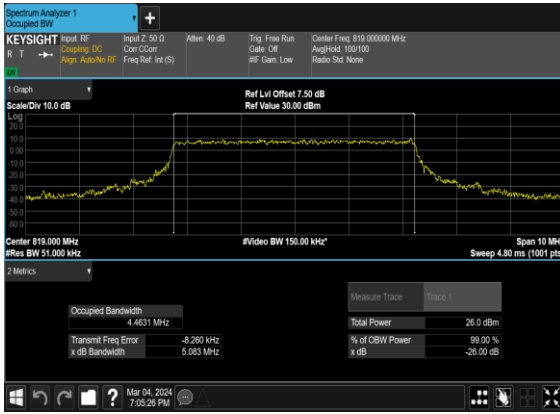 Spectrum Analyzer 1
Occupied BW
+
KEYSIGHT Input: RF Input Z: 50 Ω Atten: 40 dB Trig: Free Run Center Freq: 819.000000 MHz
R T Coupling: DC Corr CCorr Gate: Off Avg|Hold: 100/100
Align: Auto/No RF Freq Ref: Int (S) #IF Gain: Low Radio Std: None
1 Graph
Scale/Div 10.0 dB Ref Lvl Offset 7.50 dB
Ref Value 30.00 dBm
Log
20.0
10.0
0.00
-10.0
-20.0
-30.0
-40.0
-50.0
-60.0
Center 819.000 MHz #Video BW 150.00 kHz* Span 10 MH
#Res BW 51.000 kHz Sweep 4.80 ms (1001 pts
2 Metrics
Measure Trace Trace 1
Occupied Bandwidth
4.4631 MHz Total Power 26.0 dBm
Transmit Freq Error -8.260 kHz % of OBW Power 99.00 %
x dB Bandwidth 5.083 MHz x dB -26.00 dB
? Mar 04, 2024
7:05:26 PM